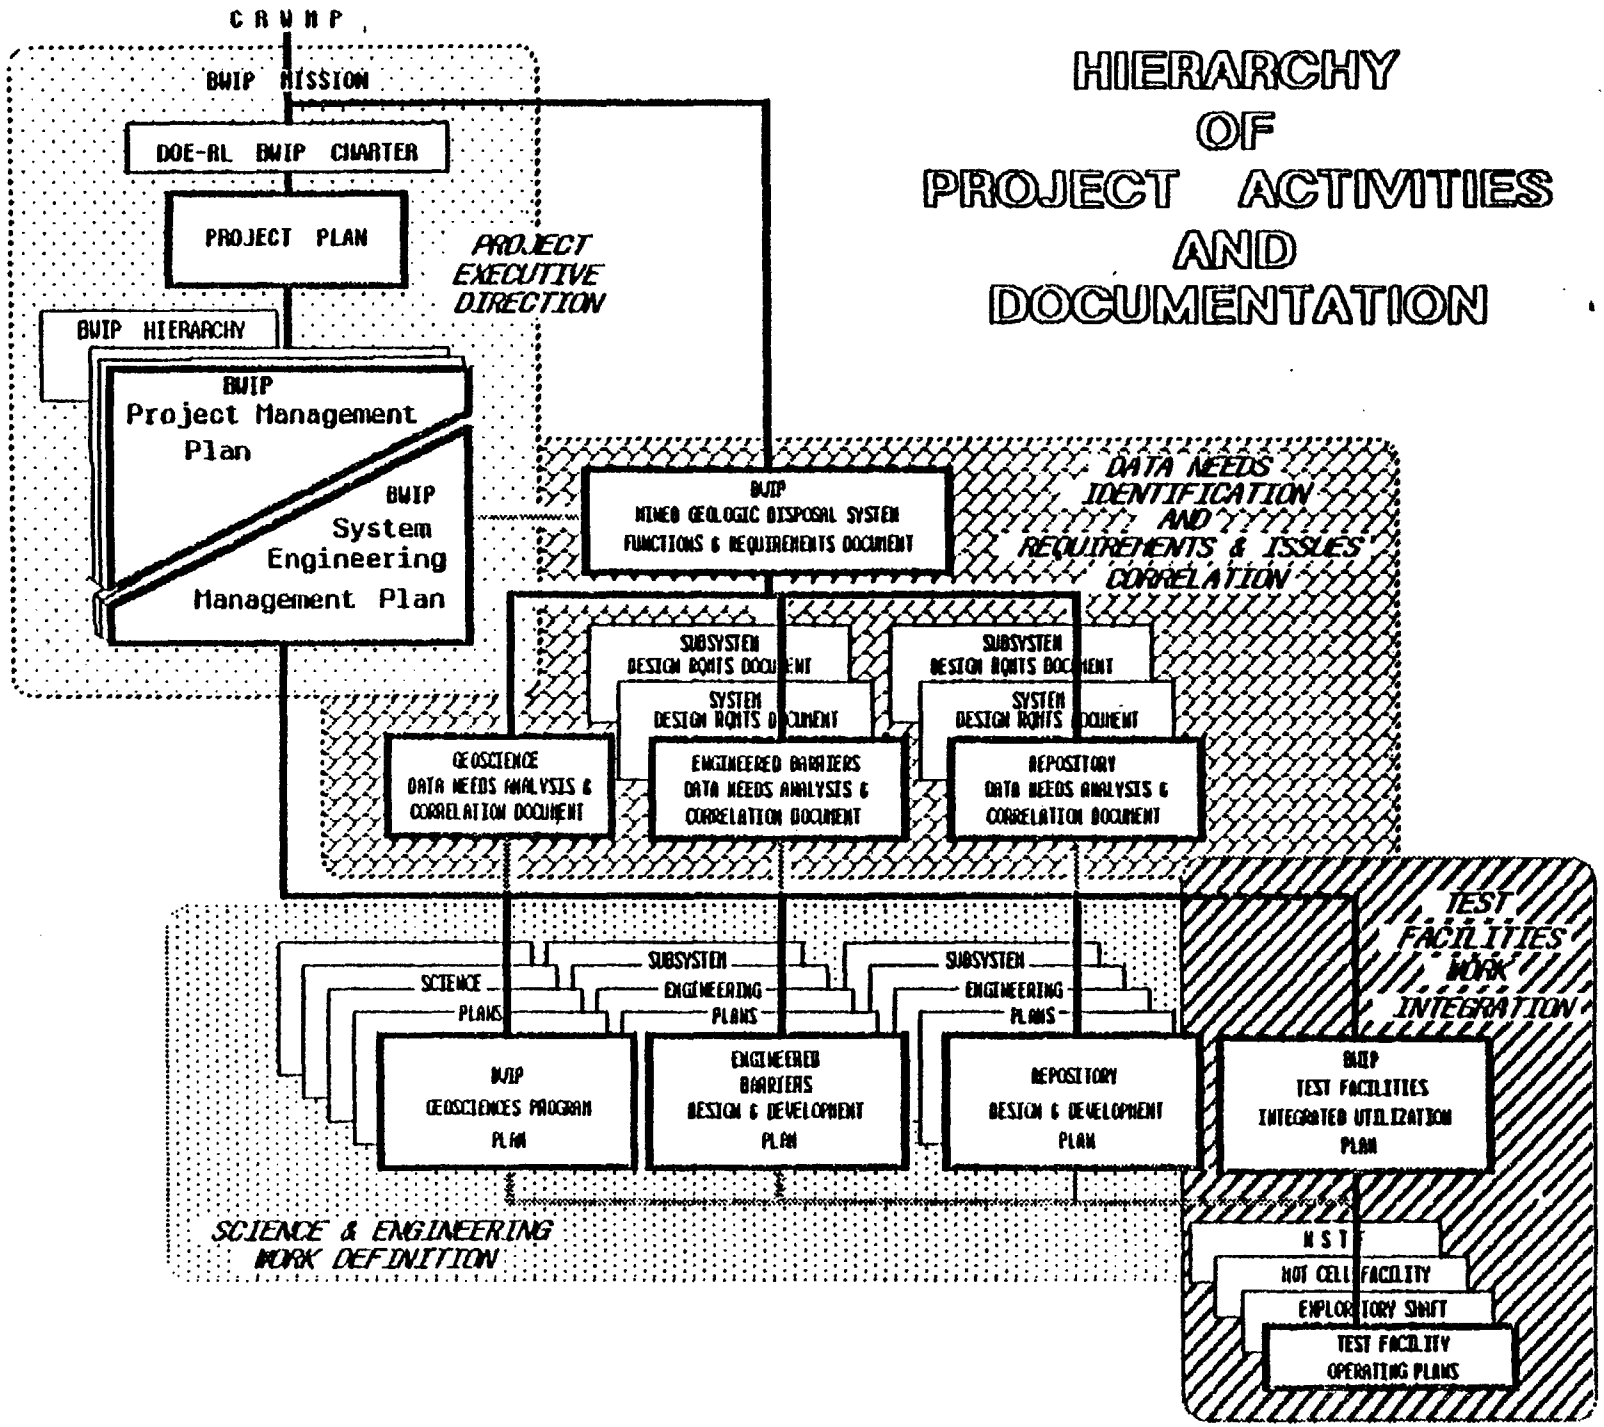 C R W M P
HIERARCHY
OF
PROJECT ACTIVITIES
AND
DOCUMENTATION
BWIP MISSION
DOE-RL BWIP CHARTER
PROJECT PLAN
PROJECT
EXECUTIVE
DIRECTION
BWIP HIERARCHY
BWIP
Project Management
Plan
BWIP
System
Engineering
Management Plan
DATA NEEDS
IDENTIFICATION
AND
REQUIREMENTS & ISSUES
CORRELATION
BWIP
MINED GEOLOGIC DISPOSAL SYSTEM
FUNCTIONS & REQUIREMENTS DOCUMENT
SUBSYSTEM
DESIGN RQMTS DOCUMENT
SYSTEM
DESIGN RQMTS DOCUMENT
SUBSYSTEM
DESIGN RQMTS DOCUMENT
SYSTEM
DESIGN RQMTS DOCUMENT
GEOSCIENCE
DATA NEEDS ANALYSIS &
CORRELATION DOCUMENT
ENGINEERED BARRIERS
DATA NEEDS ANALYSIS &
CORRELATION DOCUMENT
REPOSITORY
DATA NEEDS ANALYSIS &
CORRELATION DOCUMENT
TEST
FACILITIES
WORK
INTEGRATION
SCIENCE
PLANS
SUBSYSTEM
ENGINEERING
PLANS
SUBSYSTEM
ENGINEERING
PLANS
BWIP
GEOSCIENCES PROGRAM
PLAN
ENGINEERED
BARRIERS
DESIGN & DEVELOPMENT
PLAN
REPOSITORY
DESIGN & DEVELOPMENT
PLAN
BWIP
TEST FACILITIES
INTEGRATED UTILIZATION
PLAN
SCIENCE & ENGINEERING
WORK DEFINITION
N S T F
HOT CELL FACILITY
EXPLORITORY SHAFT
TEST FACILITY
OPERATING PLANS